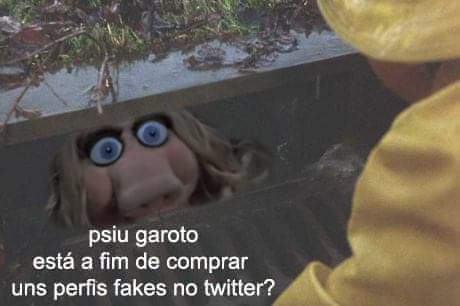 psiu garoto
está a fim de comprar
uns perfis fakes no twitter?